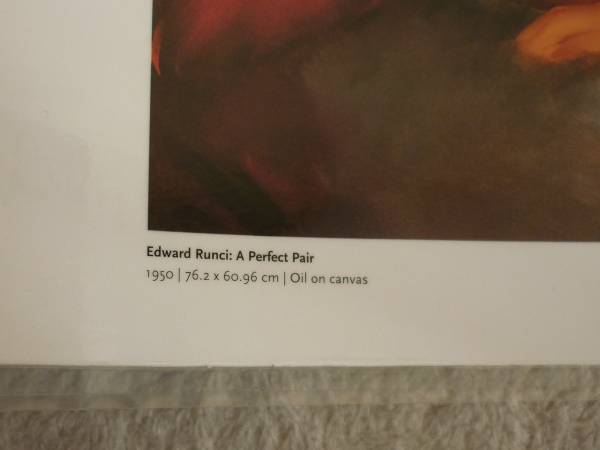 Edward Runci: A Perfect Pair
1950 | 76.2 x 60.96 cm | Oil on canvas